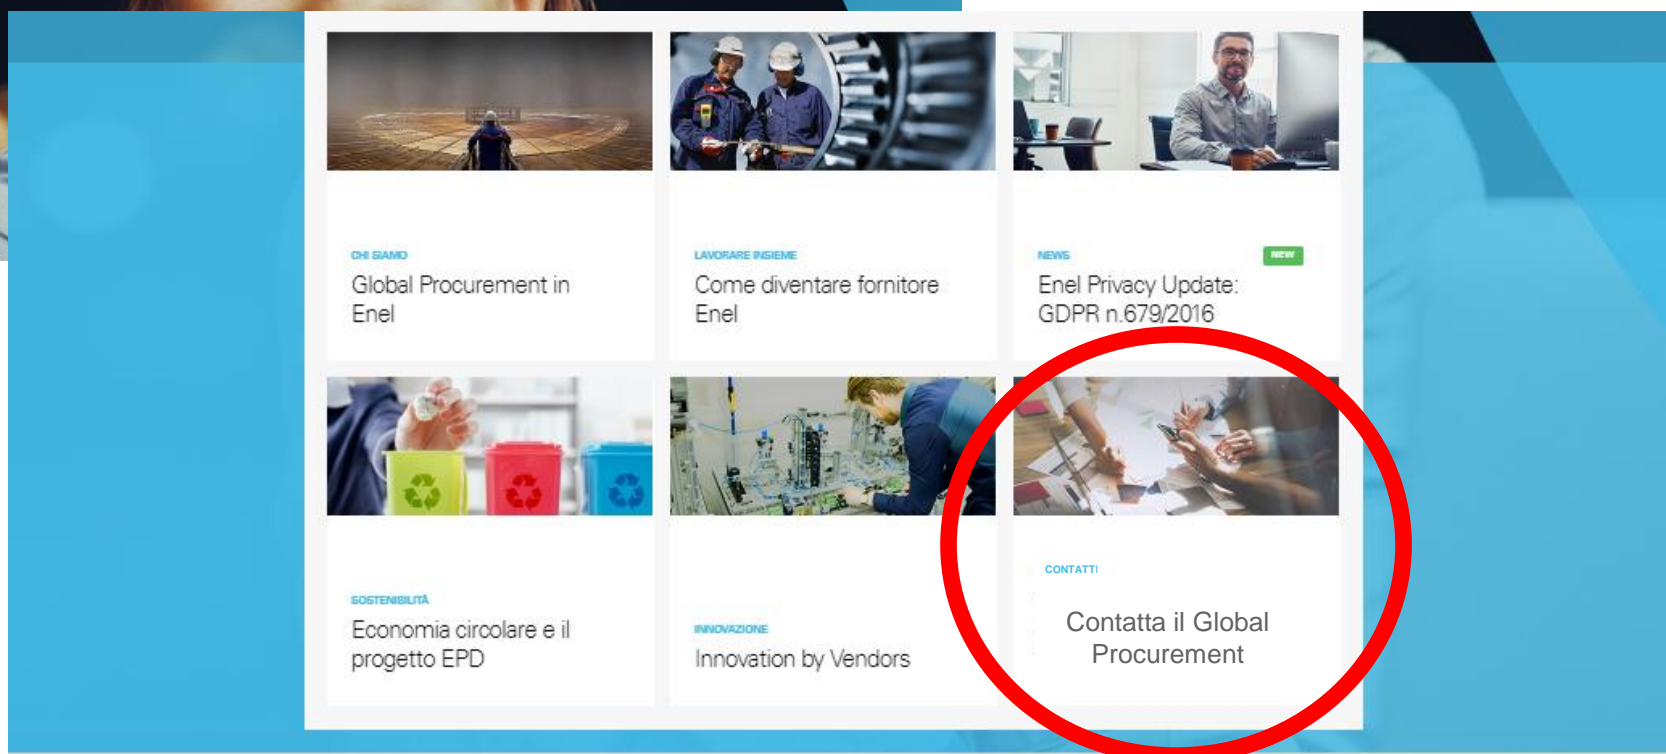 CHI SIAMO
Global Procurement in
Enel
LAVORARE INSIEME
Come diventare fornitore
Enel
NEWS
NEW
Enel Privacy Update:
GDPR n.679/2016
SOSTENIBILITÀ
Economia circolare e il
progetto EPD
INNOVAZIONE
Innovation by Vendors
CONTATTI
Contatta il Global
Procurement